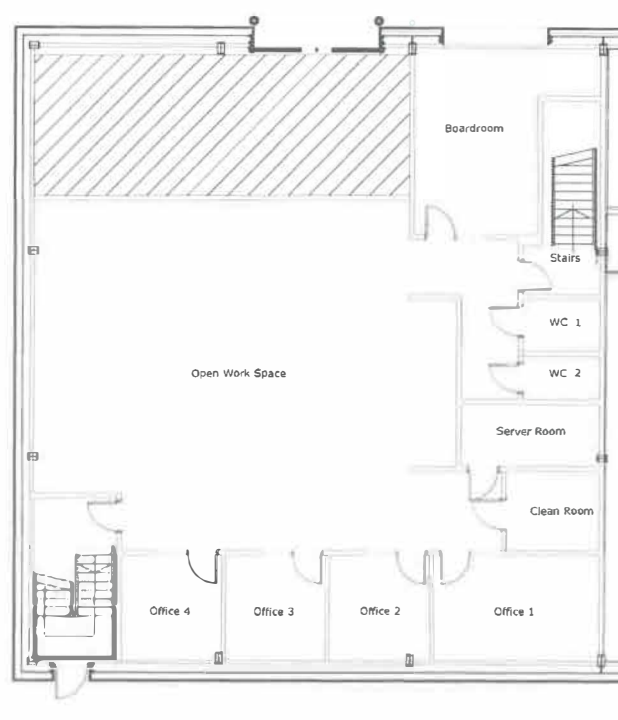 Boardroom
Stairs
WC 1
Open Work Space
WC 2
Server Room
Clean Room
Office 4
Office 3
Office 2
Office 1